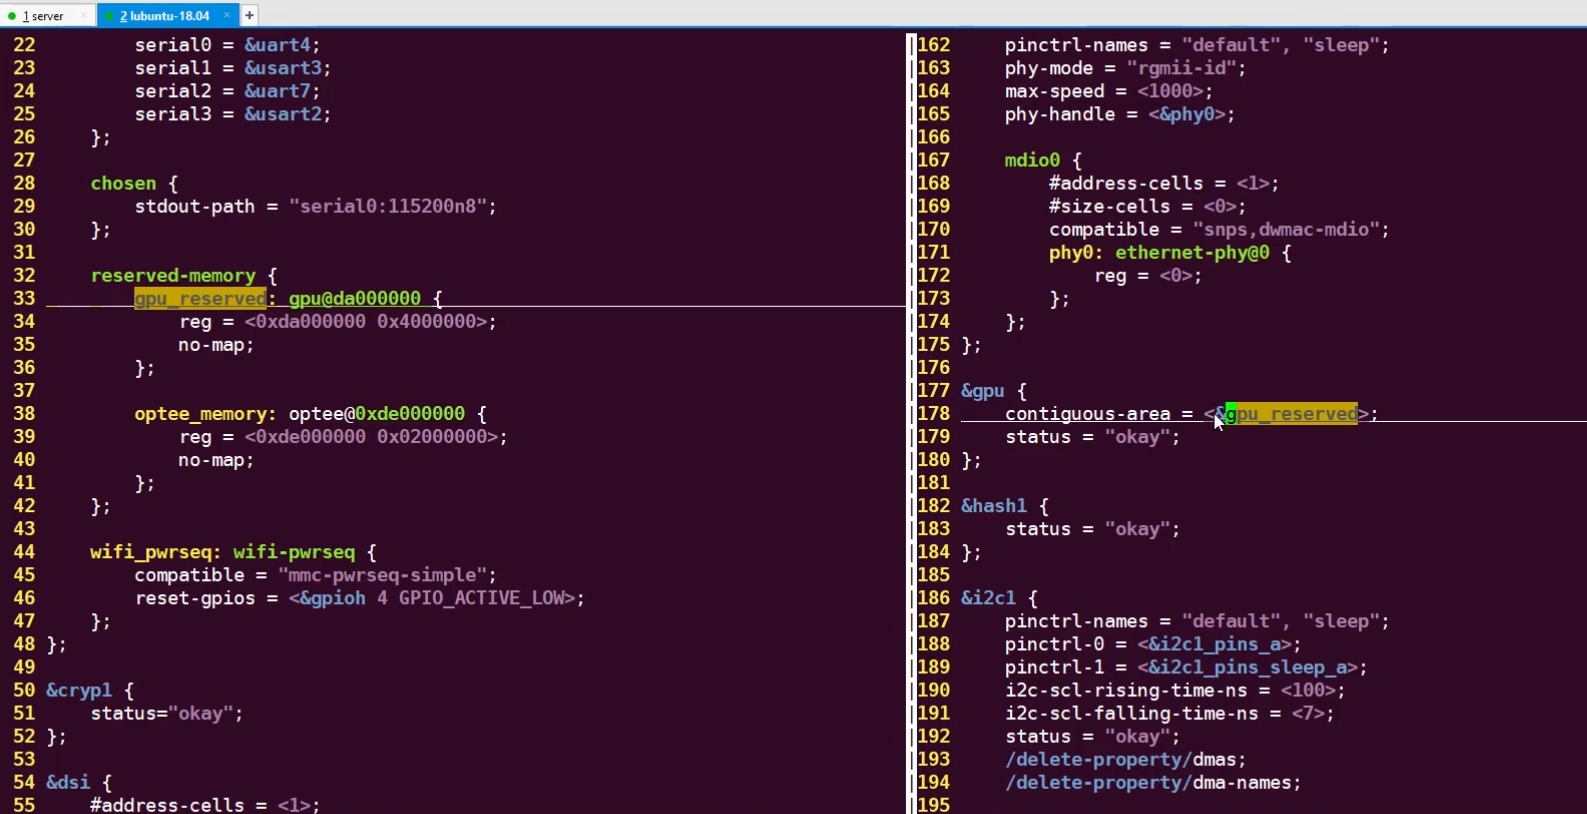 1 server × 2 lubuntu-18.04 × +
22 serial0 = &uart4;
23 serial1 = &usart3;
24 serial2 = &uart7;
25 serial3 = &usart2;
26 };
27
28 chosen {
29 stdout-path = "serial0:115200n8";
30 };
31
32 reserved-memory {
33 gpu_reserved: gpu@da000000 {
34 reg = <0xda000000 0x4000000>;
35 no-map;
36 };
37
38 optee_memory: optee@0xde000000 {
39 reg = <0xde000000 0x02000000>;
40 no-map;
41 };
42 };
43
44 wifi_pwrseq: wifi-pwrseq {
45 compatible = "mmc-pwrseq-simple";
46 reset-gpios = <&gpioh 4 GPIO_ACTIVE_LOW>;
47 };
48 };
49
50 &cryp1 {
51 status="okay";
52 };
53
54 &dsi {
55 #address-cells = <1>;
162 pinctrl-names = "default", "sleep";
163 phy-mode = "rgmii-id";
164 max-speed = <1000>;
165 phy-handle = <&phy0>;
166
167 mdio0 {
168 #address-cells = <1>;
169 #size-cells = <0>;
170 compatible = "snps,dwmac-mdio";
171 phy0: ethernet-phy@0 {
172 reg = <0>;
173 };
174 };
175 };
176
177 &gpu {
178 contiguous-area = <&gpu_reserved>;
179 status = "okay";
180 };
181
182 &hash1 {
183 status = "okay";
184 };
185
186 &i2c1 {
187 pinctrl-names = "default", "sleep";
188 pinctrl-0 = <&i2c1_pins_a>;
189 pinctrl-1 = <&i2c1_pins_sleep_a>;
190 i2c-scl-rising-time-ns = <100>;
191 i2c-scl-falling-time-ns = <7>;
192 status = "okay";
193 /delete-property/dmas;
194 /delete-property/dma-names;
195